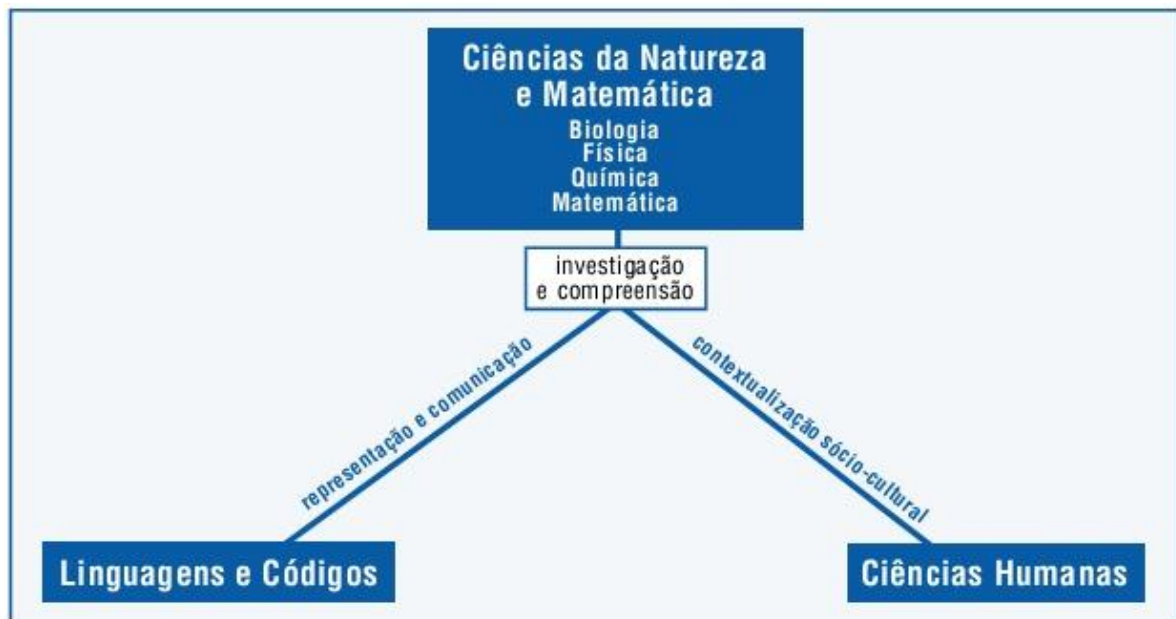 Ciências da Natureza
e Matemática
Biologia
Física
Química
Matemática
investigação
e compreensão
representação e comunicação
contextualização sócio-cultural
Linguagens e Códigos
Ciências Humanas